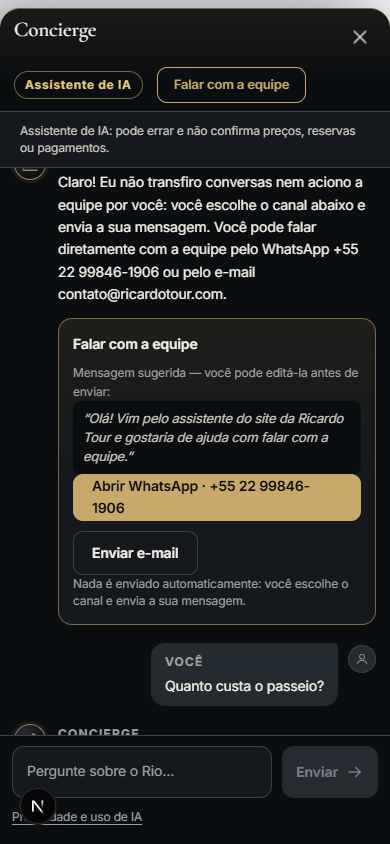 Concierge
Assistente de IA
Falar com a equipe
Assistente de IA: pode errar e não confirma preços, reservas
ou pagamentos.
Claro! Eu não transfiro conversas nem aciono a
equipe por você: você escolhe o canal abaixo e
envia a sua mensagem. Você pode falar
diretamente com a equipe pelo WhatsApp +55
22 99846-1906 ou pelo e-mail
contato@ricardotour.com.
Falar com a equipe
Mensagem sugerida — você pode editá-la antes de
enviar:
“Olá! Vim pelo assistente do site da Ricardo
Tour e gostaria de ajuda com falar com a
equipe.”
Abrir WhatsApp · +55 22 99846-
1906
Enviar e-mail
Nada é enviado automaticamente: você escolhe o
canal e envia a sua mensagem.
VOCÊ
Quanto custa o passeio?
CONCIERGE
Pergunte sobre o Rio...
Enviar →
N
e uso de IA